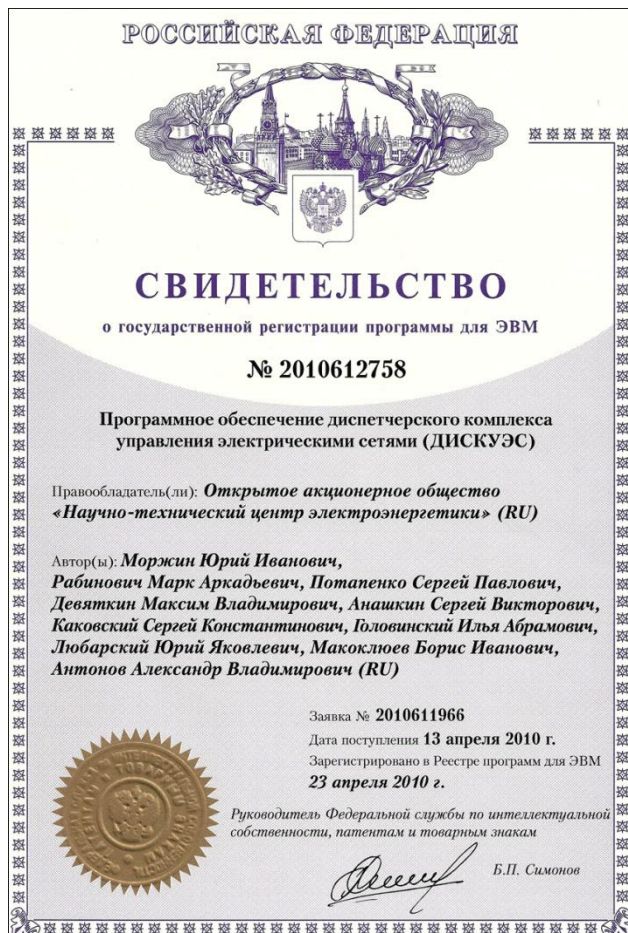 РОССИЙСКАЯ ФЕДЕРАЦИЯ
СВИДЕТЕЛЬСТВО
о государственной регистрации программы для ЭВМ
№ 2010612758
Программное обеспечение диспетчерского комплекса
управления электрическими сетями (ДИСКУЭС)
Правообладатель(ли): Открытое акционерное общество
«Научно-технический центр электроэнергетики» (RU)
Автор(ы): Моржин Юрий Иванович,
Рабинович Марк Аркадьевич, Потапенко Сергей Павлович,
Девяткин Максим Владимирович, Анашкин Сергей Викторович,
Каковский Сергей Константинович, Головинский Илья Абрамович,
Любарский Юрий Яковлевич, Макоклюев Борис Иванович,
Антонов Александр Владимирович (RU)
Заявка № 2010611966
Дата поступления 13 апреля 2010 г.
Зарегистрировано в Реестре программ для ЭВМ
23 апреля 2010 г.
Руководитель Федеральной службы по интеллектуальной
собственности, патентам и товарным знакам
Б.П. Симонов